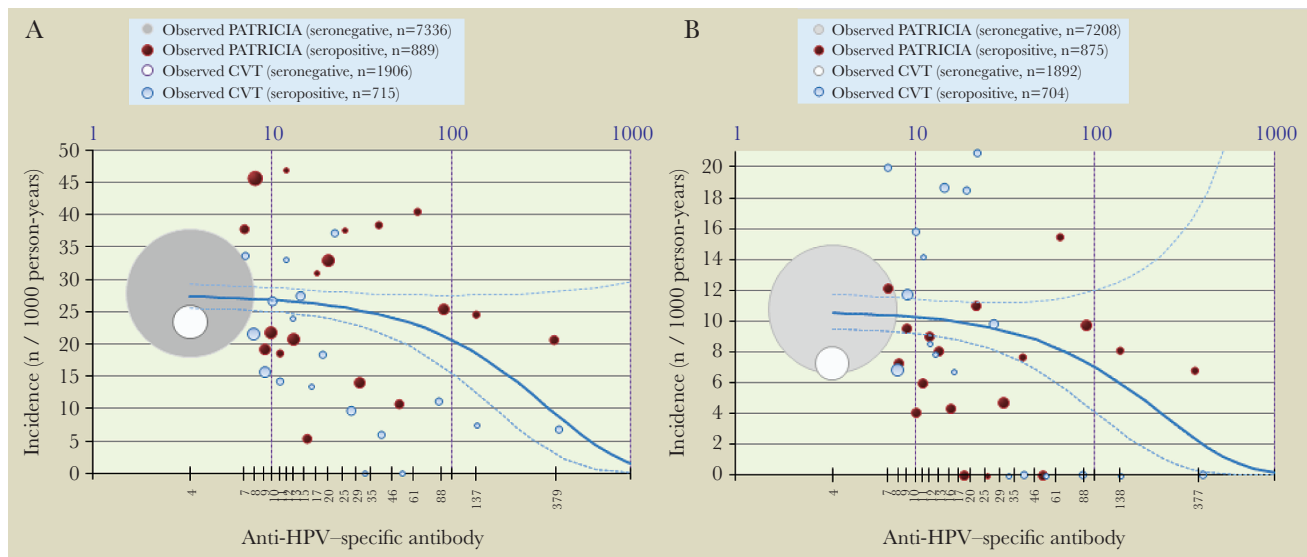 A
Observed PATRICIA (seronegative, n=7336)
Observed PATRICIA (seropositive, n=889)
Observed CVT (seronegative, n=1906)
Observed CVT (seropositive, n=715)
1 10 100 1000
Incidence (n / 1000 person-years)
50
45
40
35
30
25
20
15
10
5
0
4 7 8 9 10 11 12 13 15 17 20 25 29 35 46 61 88 137 379
Anti-HPV–specific antibody
B
Observed PATRICIA (seronegative, n=7208)
Observed PATRICIA (seropositive, n=875)
Observed CVT (seronegative, n=1892)
Observed CVT (seropositive, n=704)
1 10 100 1000
Incidence (n / 1000 person-years)
20
18
16
14
12
10
8
6
4
2
0
4 7 8 9 10 11 12 13 16 17 20 25 29 35 46 61 88 138 377
Anti-HPV–specific antibody